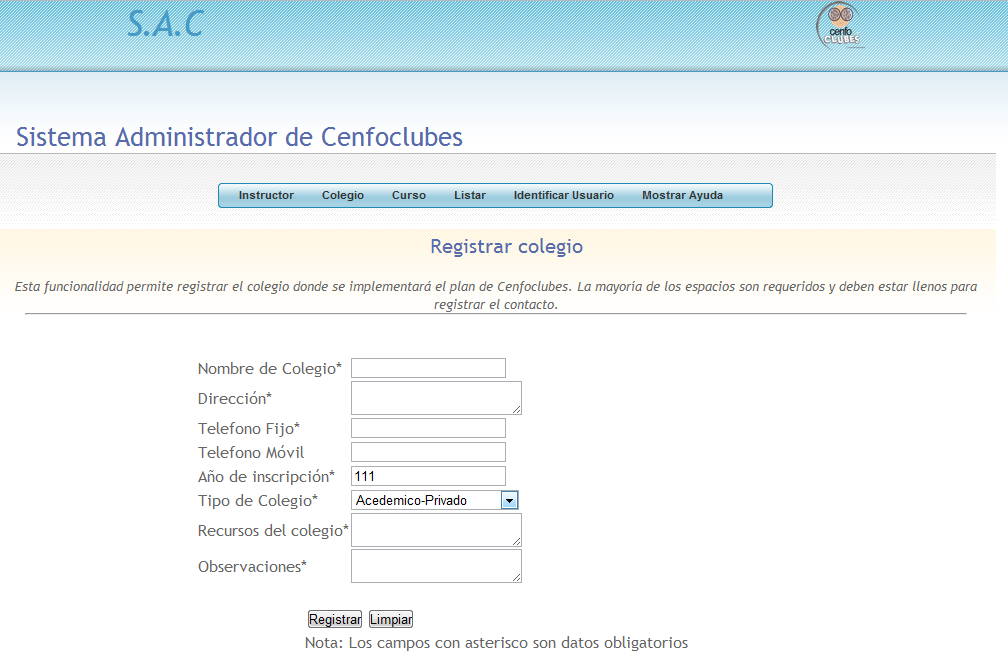 S.A.C
cenfo
CLUBES
Sistema Administrador de Cenfoclubes
Instructor Colegio Curso Listar Identificar Usuario Mostrar Ayuda
Registrar colegio
Esta funcionalidad permite registrar el colegio donde se implementará el plan de Cenfoclubes. La mayoría de los espacios son requeridos y deben estar llenos para
registrar el contacto.
Nombre de Colegio*
Dirección*
Telefono Fijo*
Telefono Móvil
Año de inscripción* 111
Tipo de Colegio* Acedemico-Privado
Recursos del colegio*
Observaciones*
Registrar Limpiar
Nota: Los campos con asterisco son datos obligatorios